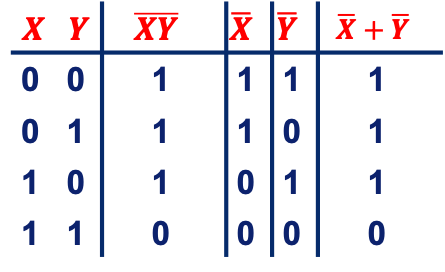 X Y X̅Y̅ X̅ Y̅ X̅ + Y̅
0 0 1 1 1 1
0 1 1 1 0 1
1 0 1 0 1 1
1 1 0 0 0 0